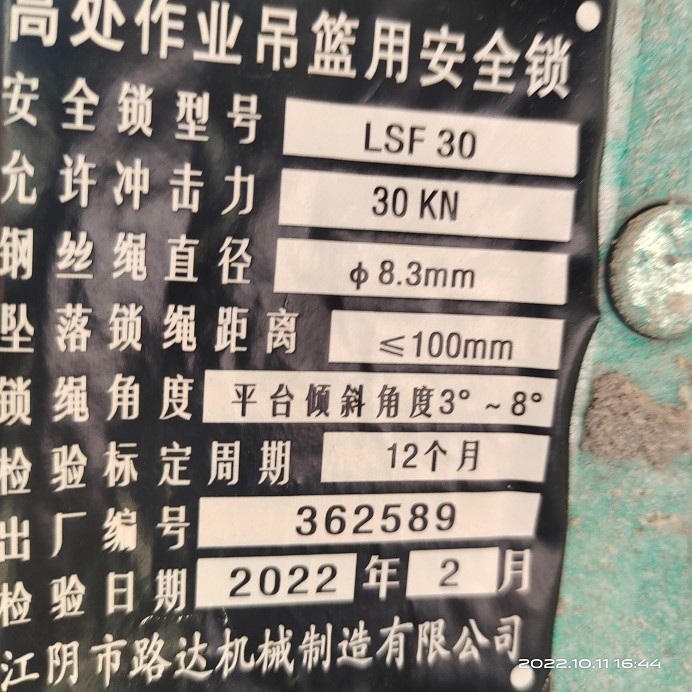 高处作业吊篮用安全锁
安全锁型号 LSF 30
允许冲击力 30 KN
钢丝绳直径 ϕ 8.3mm
坠落锁绳距离 ≤100mm
锁绳角度 平台倾斜角度3° ~ 8°
检验标定周期 12个月
出厂编号 362589
检验日期 2022 年 2 月
江阴市路达机械制造有限公司
2022.10.11 16:44